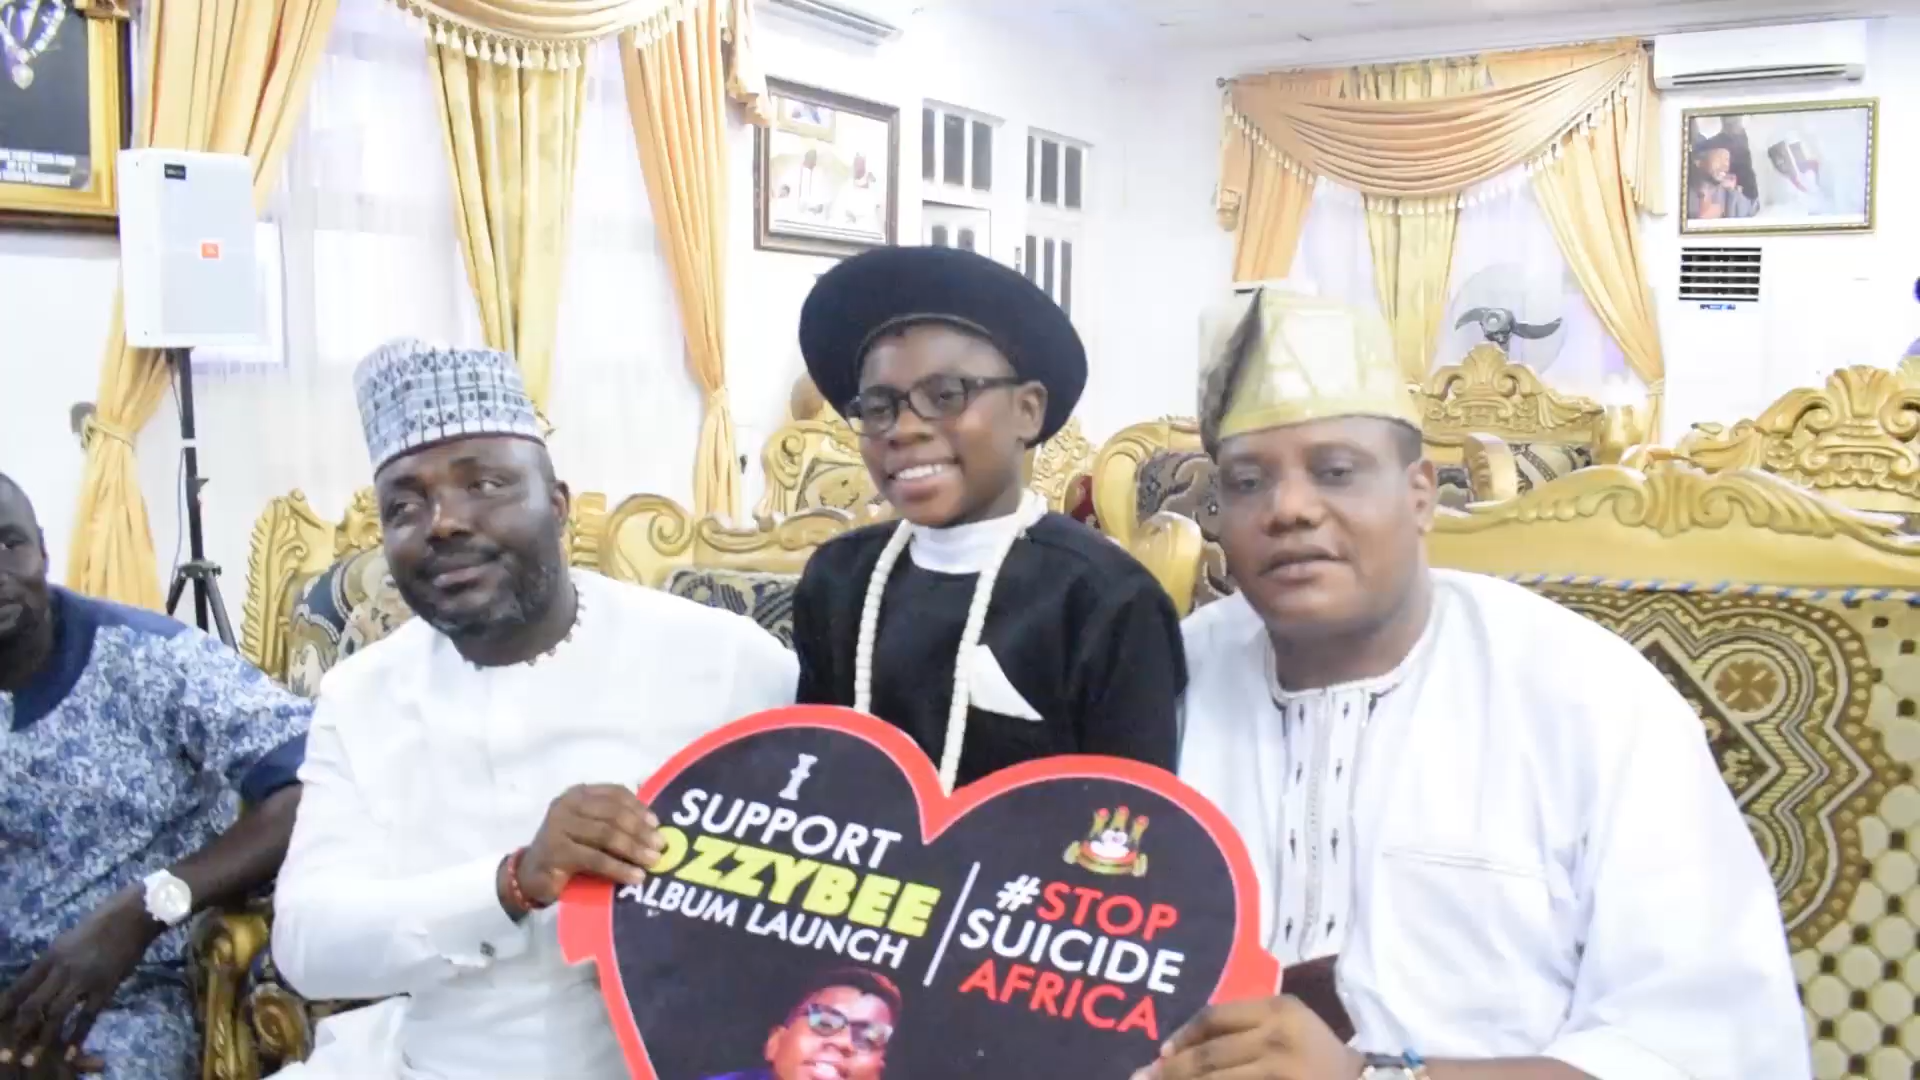 I
SUPPORT
OZZYBEE
ALBUM LAUNCH
#STOP
SUICIDE
AFRICA